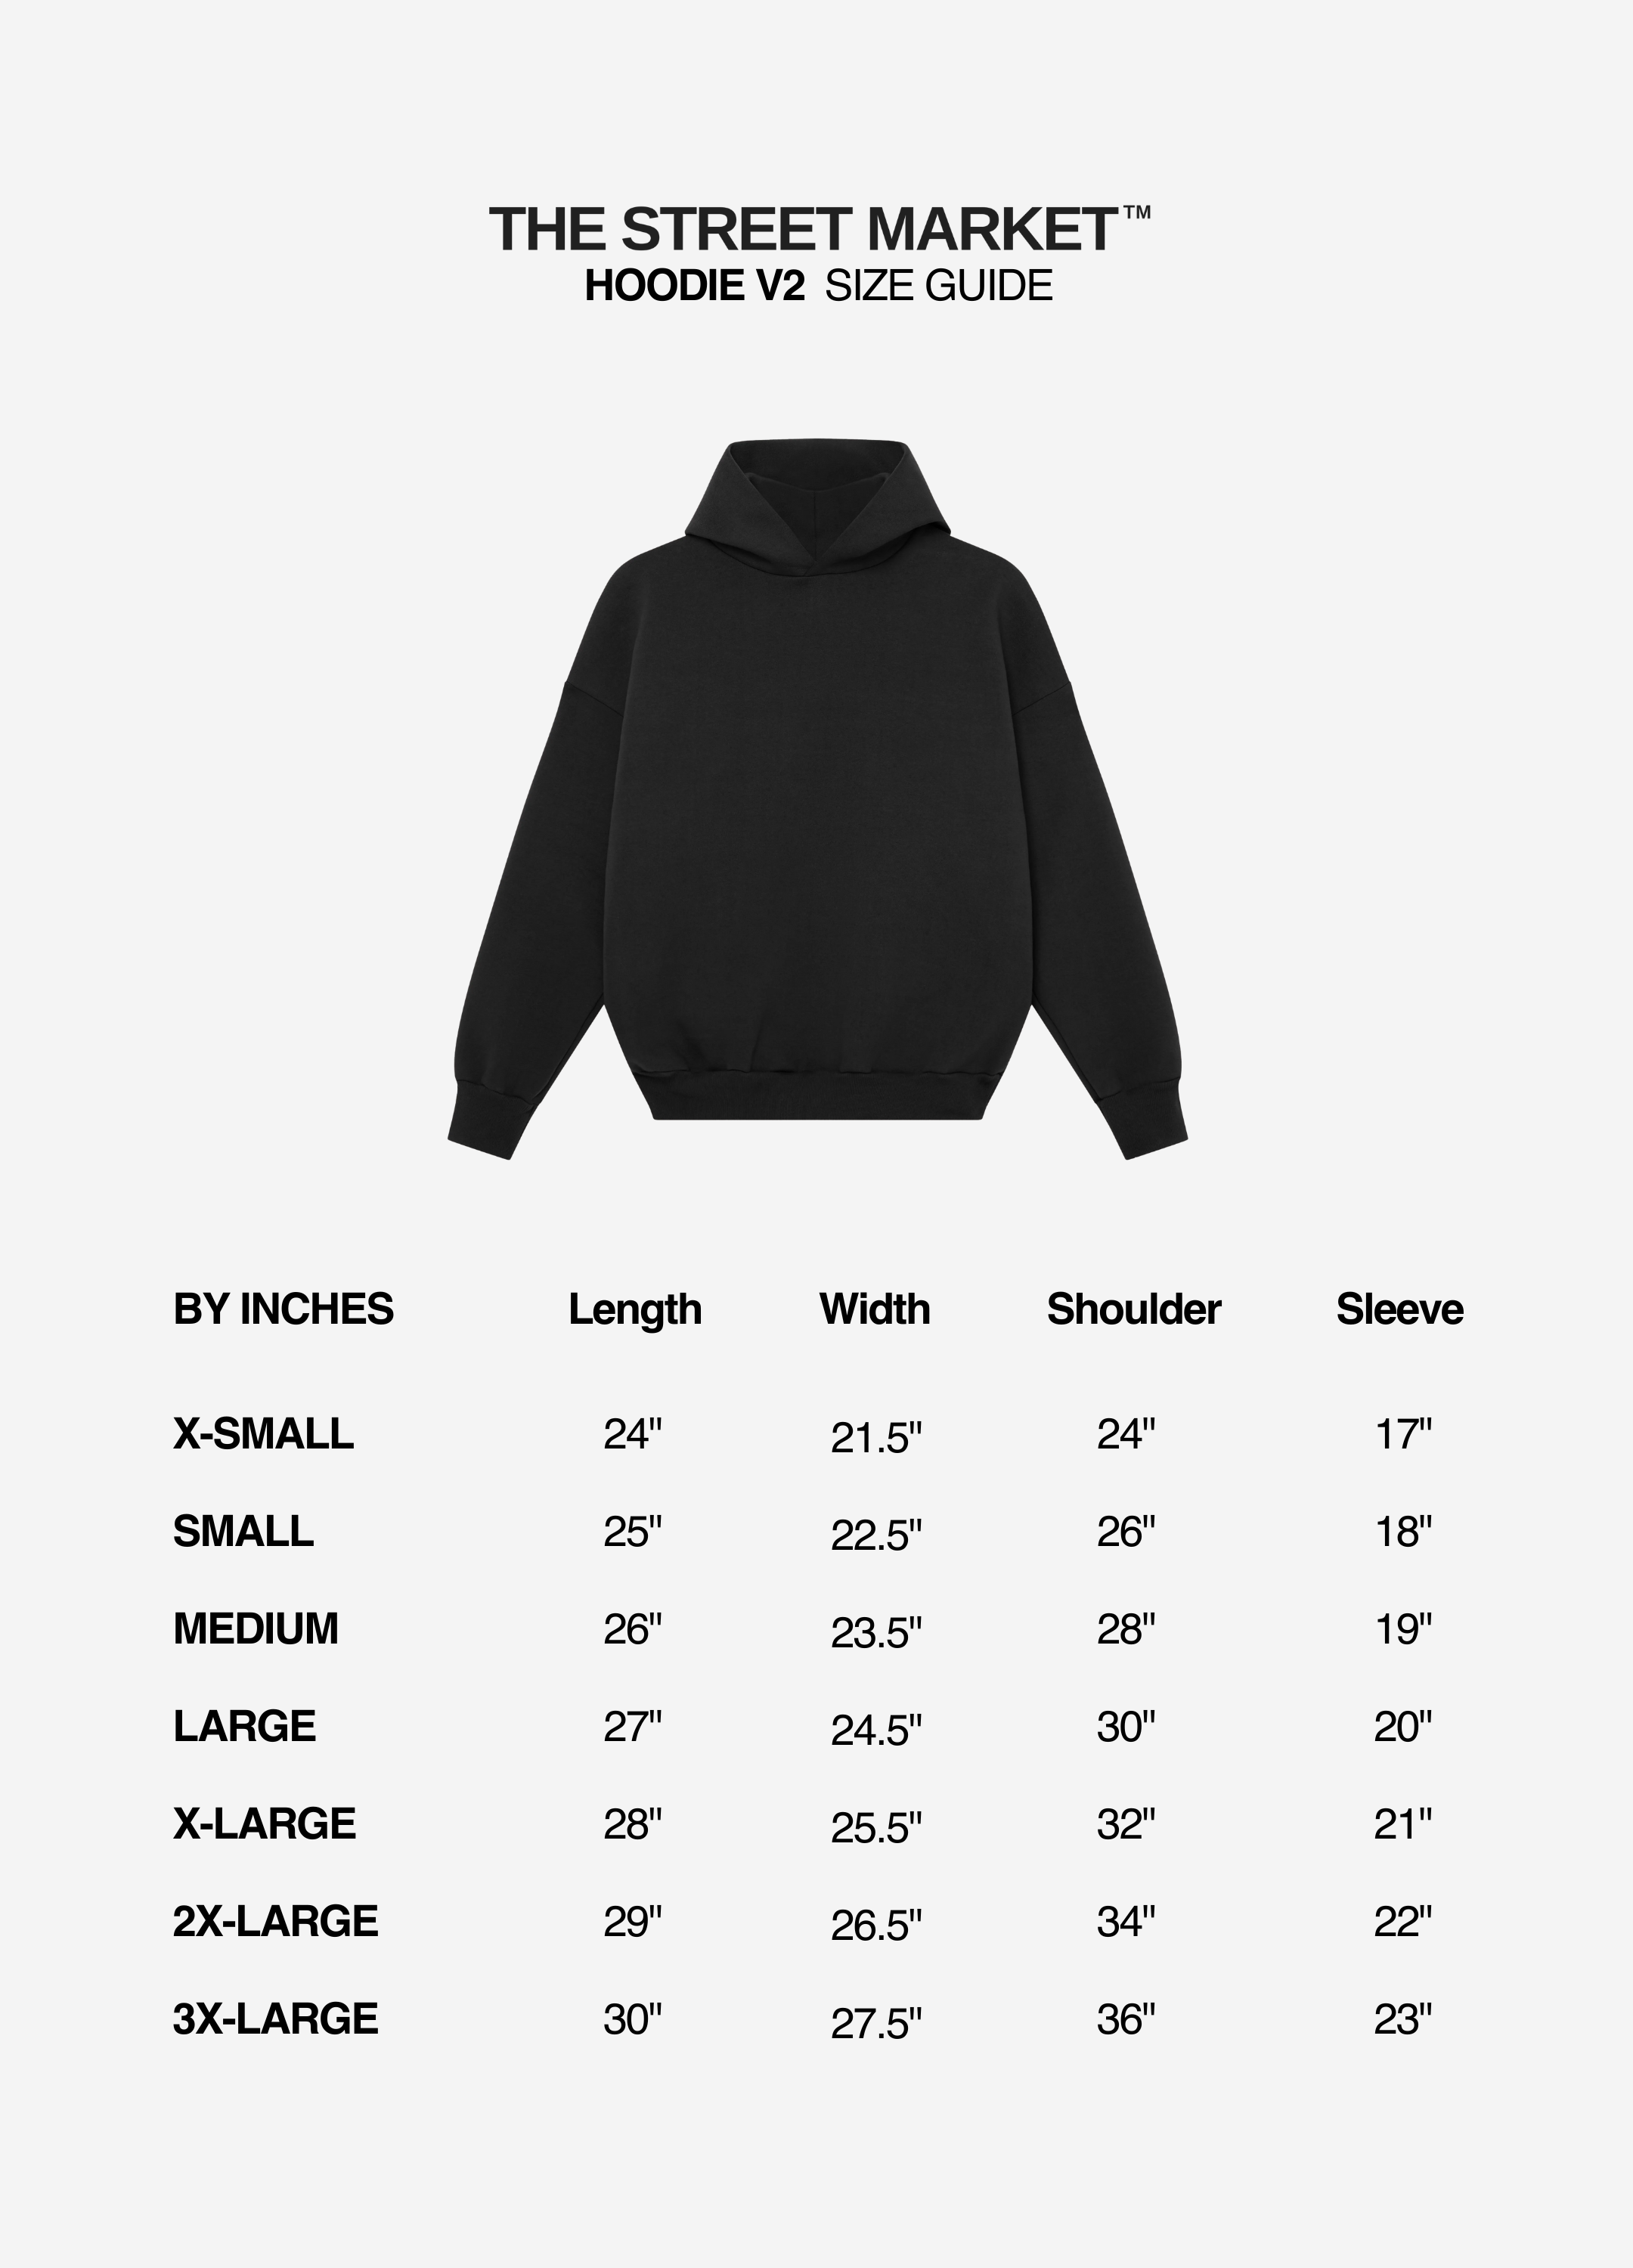 THE STREET MARKET™
HOODIE V2 SIZE GUIDE
BY INCHES Length Width Shoulder Sleeve
X-SMALL 24" 21.5" 24" 17"
SMALL 25" 22.5" 26" 18"
MEDIUM 26" 23.5" 28" 19"
LARGE 27" 24.5" 30" 20"
X-LARGE 28" 25.5" 32" 21"
2X-LARGE 29" 26.5" 34" 22"
3X-LARGE 30" 27.5" 36" 23"